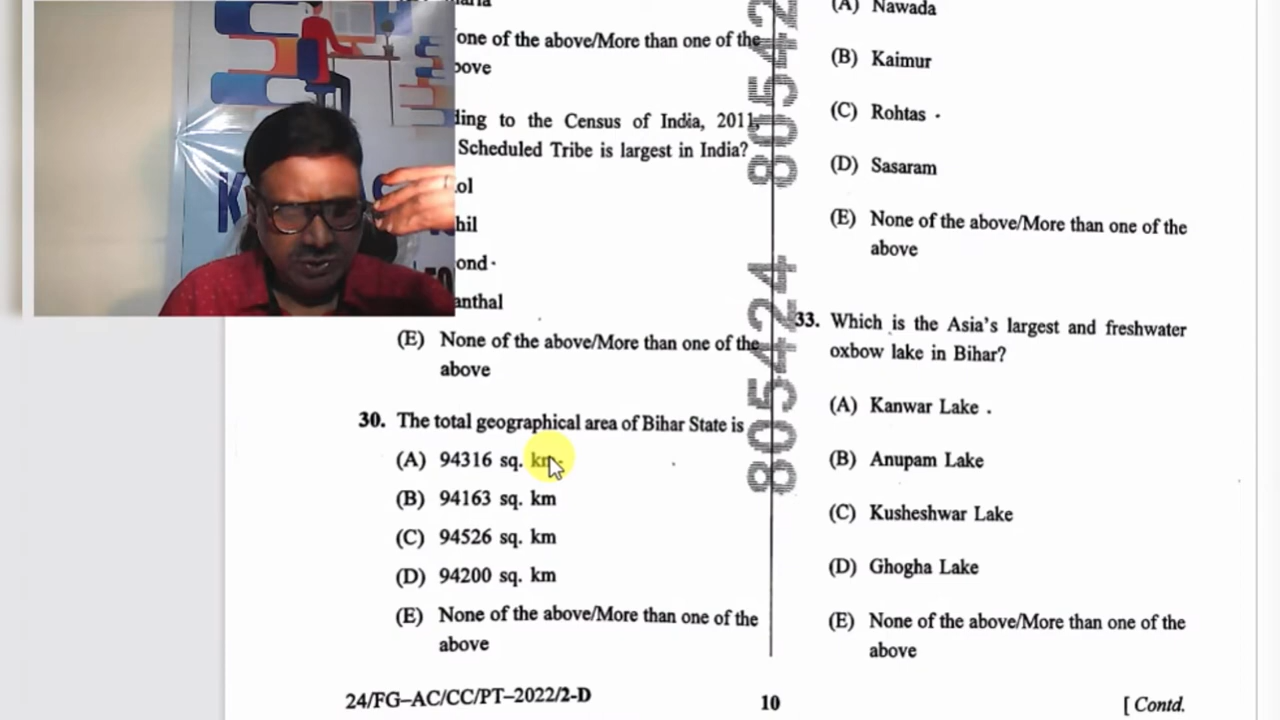 one of the above/More than one of the
ding to the Census of India, 2011,
Scheduled Tribe is largest in India?
ol
hil
ond
anthal
(E) None of the above/More than one of the
above
30. The total geographical area of Bihar State is
(A) 94316 sq. km
(B) 94163 sq. km
(C) 94526 sq. km
(D) 94200 sq. km
(E) None of the above/More than one of the
above
24/FG–AC/CC/PT–2022/2-D
805424 80542
(A) Nawada
(B) Kaimur
(C) Rohtas
(D) Sasaram
(E) None of the above/More than one of the
above
33. Which is the Asia's largest and freshwater
oxbow lake in Bihar?
(A) Kanwar Lake
(B) Anupam Lake
(C) Kusheshwar Lake
(D) Ghogha Lake
(E) None of the above/More than one of the
above
10
[ Contd.